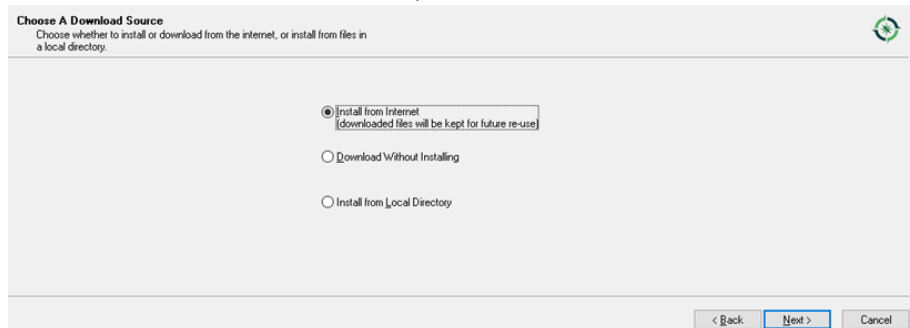 Choose A Download Source
Choose whether to install or download from the internet, or install from files in
a local directory.
Install from Internet
(downloaded files will be kept for future re-use)
Download Without Installing
Install from Local Directory
< Back
Next >
Cancel